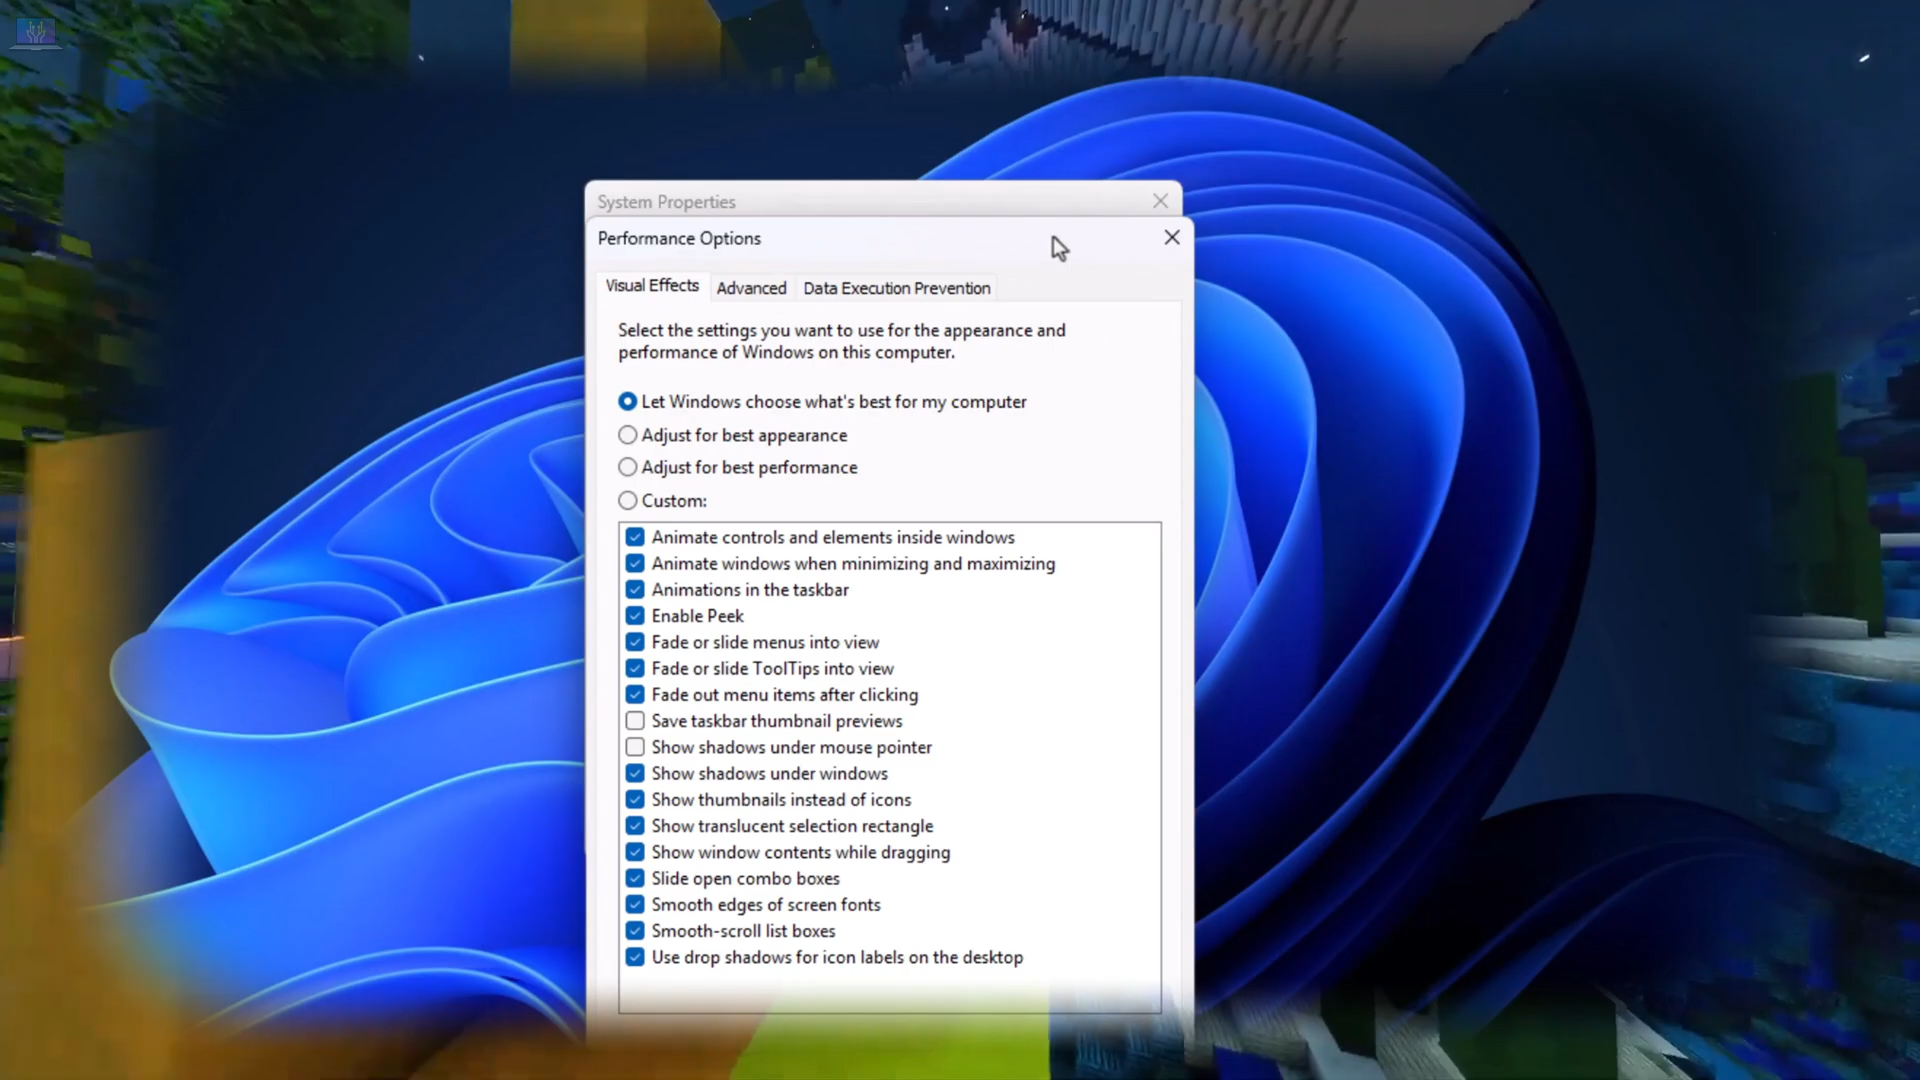 System Properties
Performance Options
Visual Effects
Advanced
Data Execution Prevention
Select the settings you want to use for the appearance and
performance of Windows on this computer.
Let Windows choose what's best for my computer
Adjust for best appearance
Adjust for best performance
Custom:
Animate controls and elements inside windows
Animate windows when minimizing and maximizing
Animations in the taskbar
Enable Peek
Fade or slide menus into view
Fade or slide ToolTips into view
Fade out menu items after clicking
Save taskbar thumbnail previews
Show shadows under mouse pointer
Show shadows under windows
Show thumbnails instead of icons
Show translucent selection rectangle
Show window contents while dragging
Slide open combo boxes
Smooth edges of screen fonts
Smooth-scroll list boxes
Use drop shadows for icon labels on the desktop